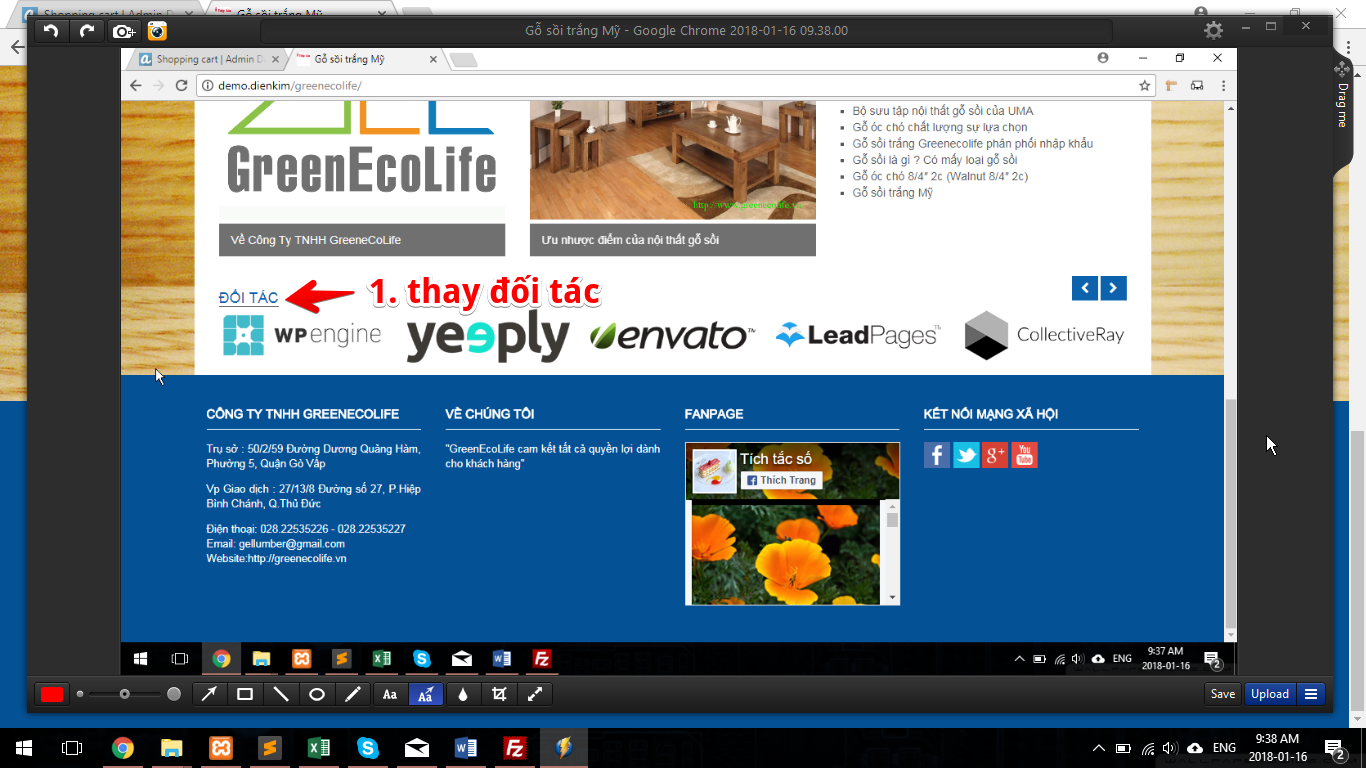 Shopping cart | Admin D
Gỗ sồi trắng Mỹ
Gỗ sồi trắng Mỹ - Google Chrome 2018-01-16 09.38.00
Drag me
Shopping cart | Admin D
Gỗ sồi trắng Mỹ
demo.dienkim/greenecolife/
GreenEcoLife
Về Công Ty TNHH GreeneCoLife
http://www.greenecolife.vn
Ưu nhược điểm của nội thất gỗ sồi
Bộ sưu tập nội thất gỗ sồi của UMA
Gỗ óc chó chất lượng sự lựa chọn
Gỗ sồi trắng Greenecolife phân phối nhập khẩu
Gỗ sồi là gì ? Có mấy loại gỗ sồi
Gỗ óc chó 8/4″ 2c (Walnut 8/4″ 2c)
Gỗ sồi trắng Mỹ
ĐỐI TÁC
1. thay đối tác
WPengine
yeeply
envato™
LeadPages™
CollectiveRay
CÔNG TY TNHH GREENECOLIFE
Trụ sở : 50/2/59 Đường Dương Quảng Hàm,
Phường 5, Quận Gò Vấp
Vp Giao dịch : 27/13/8 Đường số 27, P.Hiệp
Bình Chánh, Q.Thủ Đức
Điện thoại: 028.22535226 - 028.22535227
Email: gellumber@gmail.com
Website:http://greenecolife.vn
VỀ CHÚNG TÔI
"GreenEcoLife cam kết tất cả quyền lợi dành
cho khách hàng"
FANPAGE
Tích tắc số
Thích Trang
KẾT NỐI MẠNG XÃ HỘI
You
Tube
ENG
9:37 AM
2018-01-16
2
Aa
Aa
Save
Upload
ENG
9:38 AM
2018-01-16
2